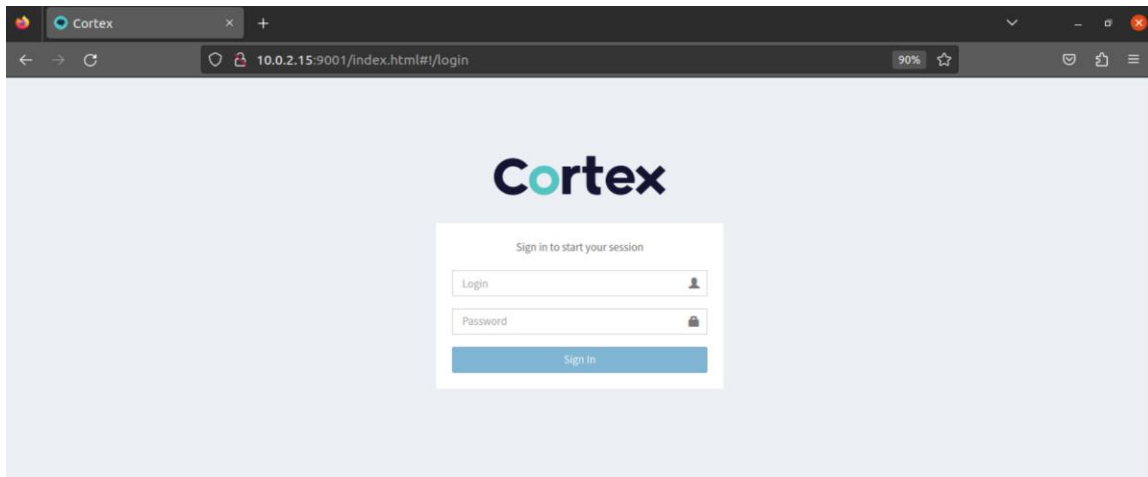 Cortex
10.0.2.15:9001/index.html#!/login
90%
Cortex
Sign in to start your session
Login
Password
Sign In